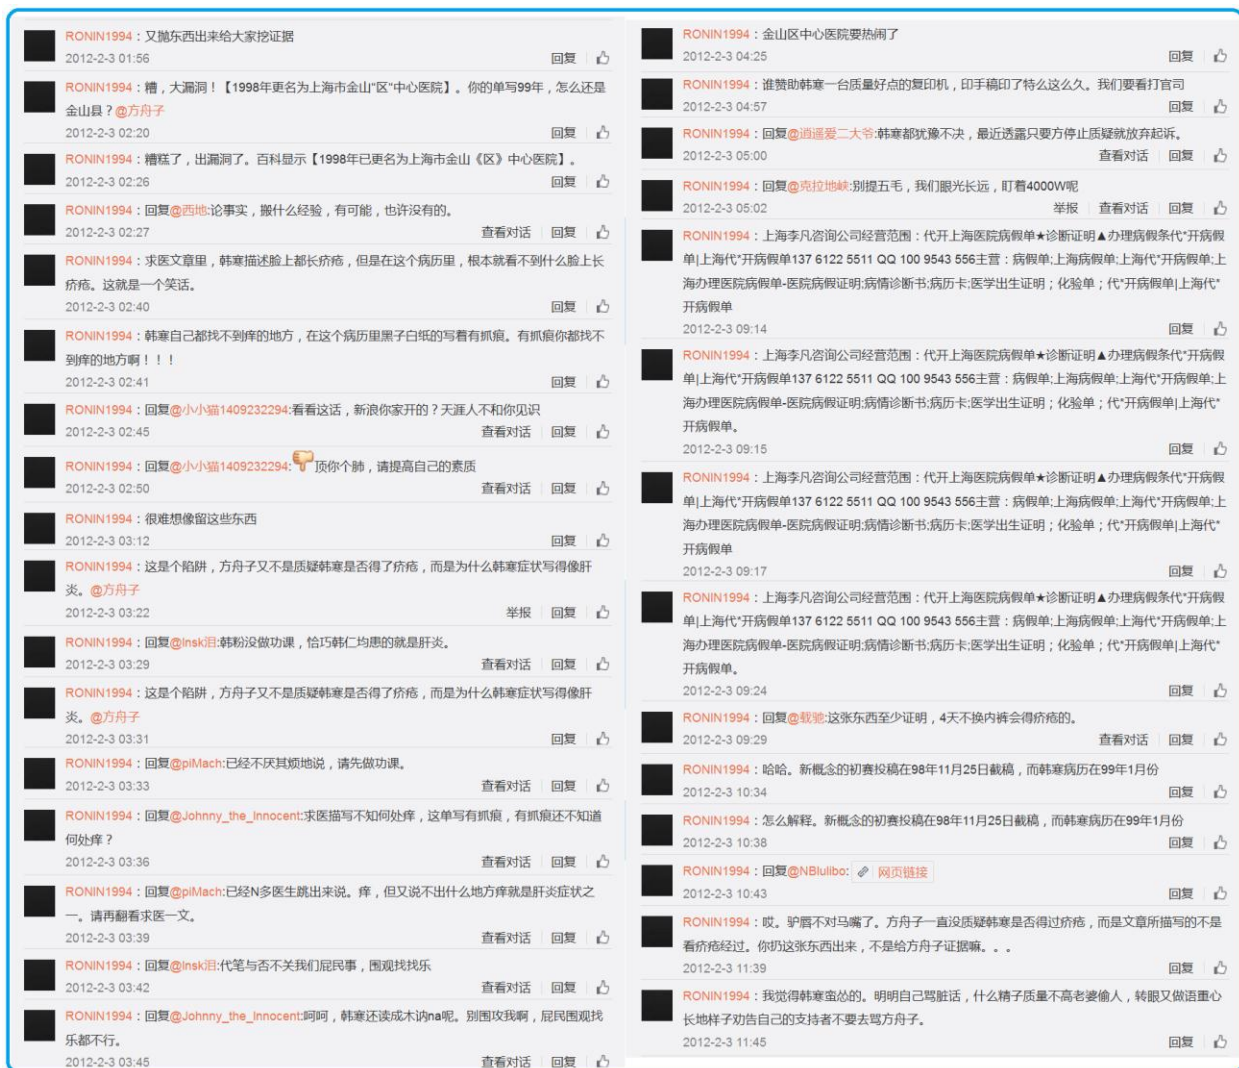 RONIN1994：又抛东西出来给大家挖证据
2012-2-3 01:56 回复
RONIN1994：糟，大漏洞！【1998年更名为上海市金山"区"中心医院】。你的单写99年，怎么还是
金山县？@方舟子
2012-2-3 02:20 回复
RONIN1994：糟糕了，出漏洞了。百科显示【1998年已更名为上海市金山《区》中心医院】。
2012-2-3 02:26 回复
RONIN1994：回复@西地:论事实，搬什么经验，有可能，也许没有的。
2012-2-3 02:27 查看对话 回复
RONIN1994：求医文章里，韩寒描述脸上都长疥疮，但是在这个病历里，根本就看不到什么脸上长
疥疮。这就是一个笑话。
2012-2-3 02:40 回复
RONIN1994：韩寒自己都找不到痒的地方，在这个病历里黑子白纸的写着有抓痕。有抓痕你都找不
到痒的地方啊！！！
2012-2-3 02:41 回复
RONIN1994：回复@小小猫1409232294:看看这话，新浪你家开的？天涯人不和你见识
2012-2-3 02:45 查看对话 回复
RONIN1994：回复@小小猫1409232294:顶你个肺，请提高自己的素质
2012-2-3 02:50 查看对话 回复
RONIN1994：很难想像留这些东西
2012-2-3 03:12 回复
RONIN1994：这是个陷阱，方舟子又不是质疑韩寒是否得了疥疮，而是为什么韩寒症状写得像肝
炎。@方舟子
2012-2-3 03:22 举报 回复
RONIN1994：回复@Insk泪:韩粉没做功课，恰巧韩仁均患的就是肝炎。
2012-2-3 03:29 查看对话 回复
RONIN1994：这是个陷阱，方舟子又不是质疑韩寒是否得了疥疮，而是为什么韩寒症状写得像肝
炎。@方舟子
2012-2-3 03:31 回复
RONIN1994：回复@piMach:已经不厌其烦地说，请先做功课。
2012-2-3 03:33 查看对话 回复
RONIN1994：回复@Johnny_the_Innocent:求医描写不知何处痒，这单写有抓痕，有抓痕还不知道
何处痒？
2012-2-3 03:36 查看对话 回复
RONIN1994：回复@piMach:已经N多医生跳出来说。痒，但又说不出什么地方痒就是肝炎症状之
一。请再翻看求医一文。
2012-2-3 03:39 查看对话 回复
RONIN1994：回复@Insk泪:代笔与否不关我们屁民事，围观找找乐
2012-2-3 03:42 查看对话 回复
RONIN1994：回复@Johnny_the_Innocent:呵呵，韩寒还读成木讷na呢。别围攻我啊，屁民围观找
乐都不行。
2012-2-3 03:45 查看对话 回复
RONIN1994：金山区中心医院要热闹了
2012-2-3 04:25 回复
RONIN1994：谁赞助韩寒一台质量好点的复印机，印手稿印了特么这么久。我们要看打官司
2012-2-3 04:57 回复
RONIN1994：回复@逍遥爱二大爷:韩寒都犹豫不决，最近透露只要方停止质疑就放弃起诉。
2012-2-3 05:00 查看对话 回复
RONIN1994：回复@克拉地峡:别提五毛，我们眼光长远，盯着4000W呢
2012-2-3 05:02 举报 查看对话 回复
RONIN1994：上海李凡咨询公司经营范围：代开上海医院病假单★诊断证明▲办理病假条代*开病假
单|上海代*开病假单137 6122 5511 QQ 100 9543 556主营：病假单;上海病假单;上海代*开病假单;上
海办理医院病假单-医院病假证明;病情诊断书;病历卡;医学出生证明；化验单；代*开病假单|上海代*
开病假单
2012-2-3 09:14 回复
RONIN1994：上海李凡咨询公司经营范围：代开上海医院病假单★诊断证明▲办理病假条代*开病假
单|上海代*开病假单137 6122 5511 QQ 100 9543 556主营：病假单;上海病假单;上海代*开病假单;上
海办理医院病假单-医院病假证明;病情诊断书;病历卡;医学出生证明；化验单；代*开病假单|上海代*
开病假单。
2012-2-3 09:15 回复
RONIN1994：上海李凡咨询公司经营范围：代开上海医院病假单★诊断证明▲办理病假条代*开病假
单|上海代*开病假单137 6122 5511 QQ 100 9543 556主营：病假单;上海病假单;上海代*开病假单;上
海办理医院病假单-医院病假证明;病情诊断书;病历卡;医学出生证明；化验单；代*开病假单|上海代*
开病假单
2012-2-3 09:17 回复
RONIN1994：上海李凡咨询公司经营范围：代开上海医院病假单★诊断证明▲办理病假条代*开病假
单|上海代*开病假单137 6122 5511 QQ 100 9543 556主营：病假单;上海病假单;上海代*开病假单;上
海办理医院病假单-医院病假证明;病情诊断书;病历卡;医学出生证明；化验单；代*开病假单|上海代*
开病假单。
2012-2-3 09:24 回复
RONIN1994：回复@载驰:这张东西至少证明，4天不换内裤会得疥疮的。
2012-2-3 09:29 查看对话 回复
RONIN1994：哈哈。新概念的初赛投稿在98年11月25日截稿，而韩寒病历在99年1月份
2012-2-3 10:34 回复
RONIN1994：怎么解释。新概念的初赛投稿在98年11月25日截稿，而韩寒病历在99年1月份
2012-2-3 10:38 回复
RONIN1994：回复@NBlulibo: 网页链接
2012-2-3 10:43 回复
RONIN1994：哎。驴唇不对马嘴了。方舟子一直没质疑韩寒是否得过疥疮，而是文章所描写的不是
看疥疮经过。你扔这张东西出来，不是给方舟子证据嘛。。。
2012-2-3 11:39 回复
RONIN1994：我觉得韩寒蛮怂的。明明自己骂脏话，什么精子质量不高老婆偷人，转眼又做语重心
长地样子劝告自己的支持者不要去骂方舟子。
2012-2-3 11:45 回复